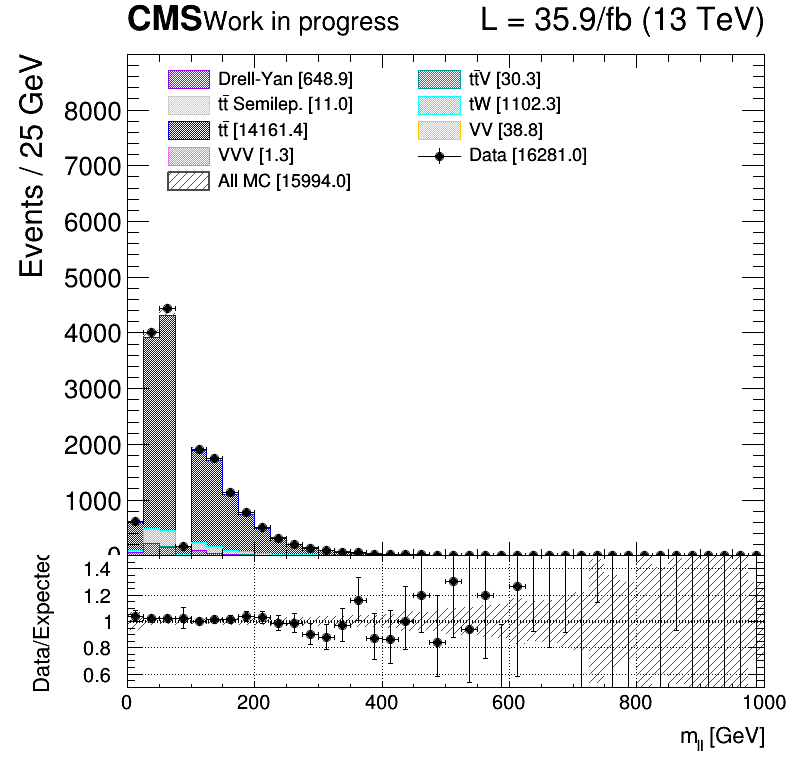 CMS Work in progress L = 35.9/fb (13 TeV)
Events / 25 GeV
Drell-Yan [648.9]
tt̄ Semilep. [11.0]
tt̄ [14161.4]
VVV [1.3]
All MC [15994.0]
tt̄V [30.3]
tW [1102.3]
VV [38.8]
Data [16281.0]
8000
7000
6000
5000
4000
3000
2000
1000
0
Data/Expected
1.4
1.2
1
0.8
0.6
0 200 400 600 800 1000
m_ll [GeV]